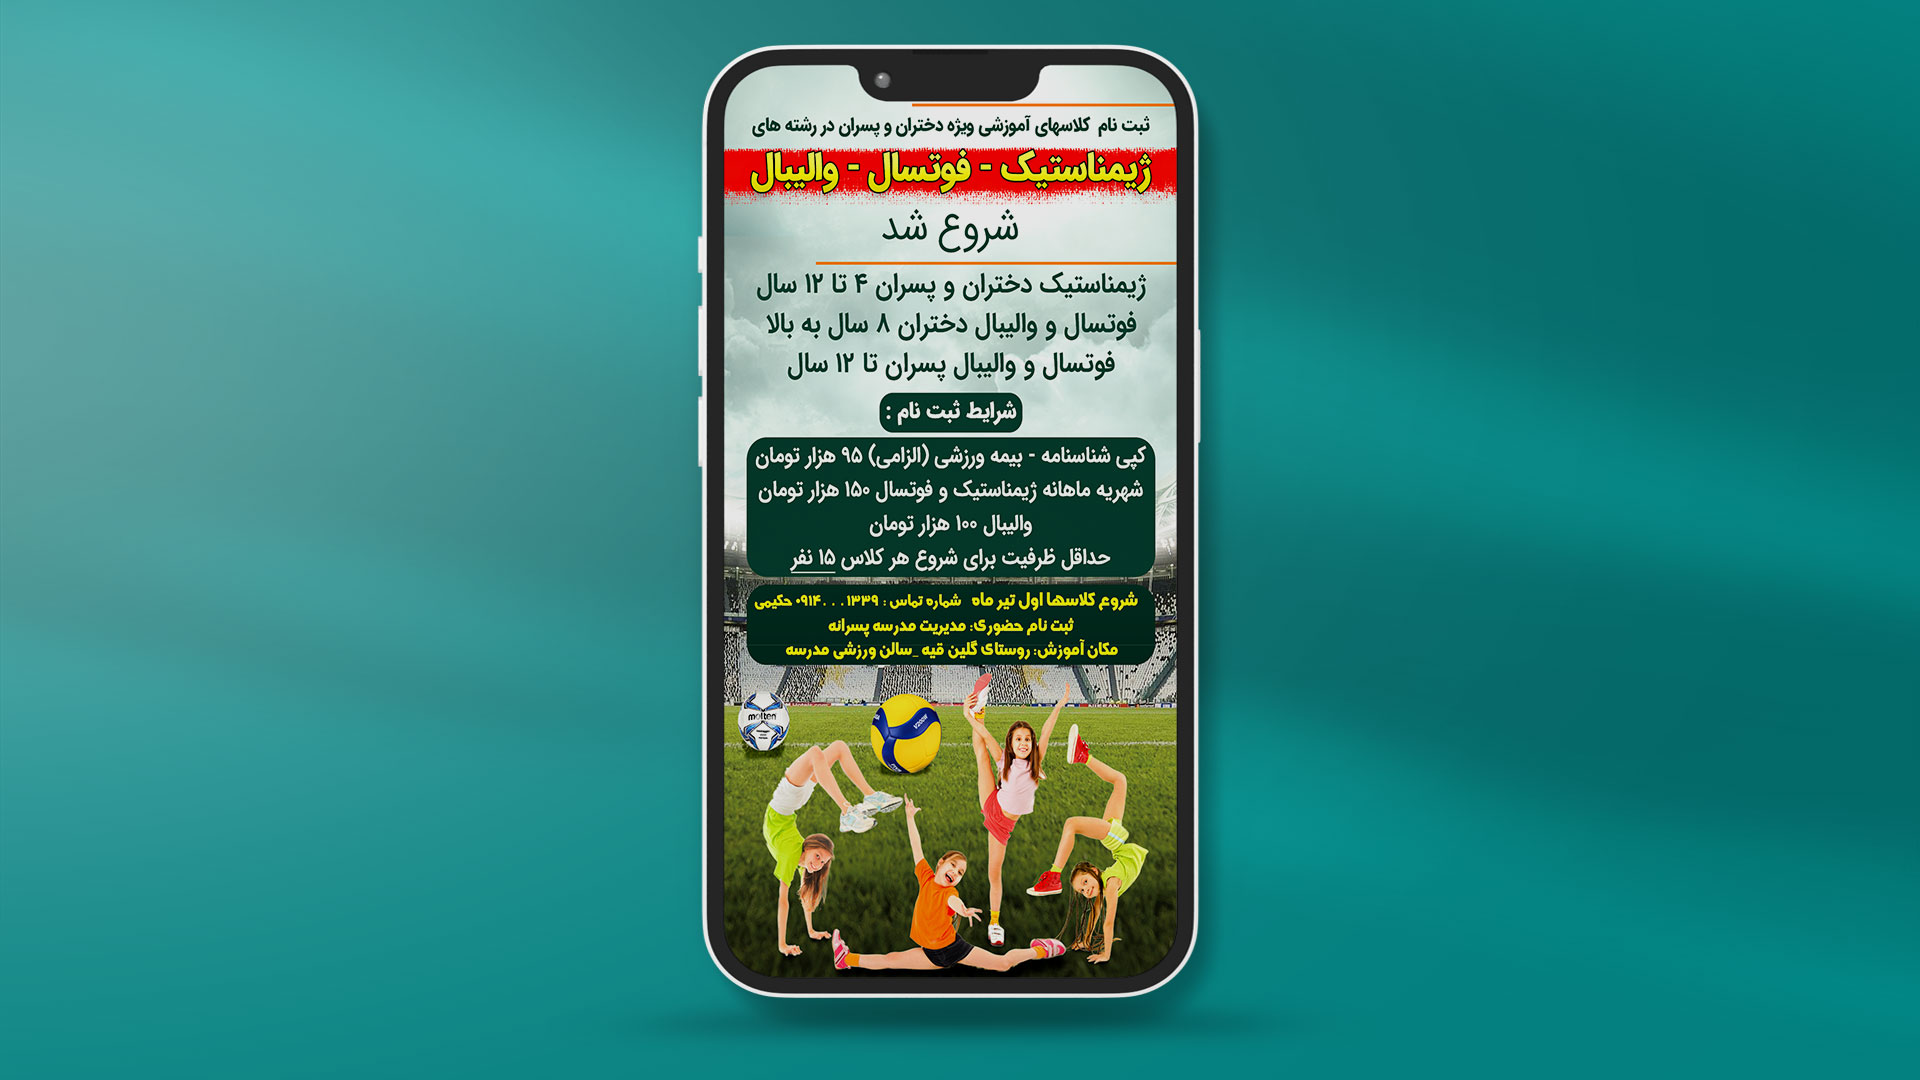 ثبت نام کلاسهای آموزشی ویژه دختران و پسران در رشته های
ژیمناستیک - فوتسال - والیبال
شروع شد
ژیمناستیک دختران و پسران ۴ تا ۱۲ سال
فوتسال و والیبال دختران ۸ سال به بالا
فوتسال و والیبال پسران تا ۱۲ سال
شرایط ثبت نام :
کپی شناسنامه - بیمه ورزشی (الزامی) ۹۵ هزار تومان
شهریه ماهانه ژیمناستیک و فوتسال ۱۵۰ هزار تومان
والیبال ۱۰۰ هزار تومان
حداقل ظرفیت برای شروع هر کلاس ۱۵ نفر
شروع کلاسها اول تیر ماه شماره تماس : ۰۹۱۴۰۰۰۱۳۳۹ حکیمی
ثبت نام حضوری: مدیریت مدرسه پسرانه
مکان آموزش: روستای گلین قیه _سالن ورزشی مدرسه
molten
V200W
NISSAN